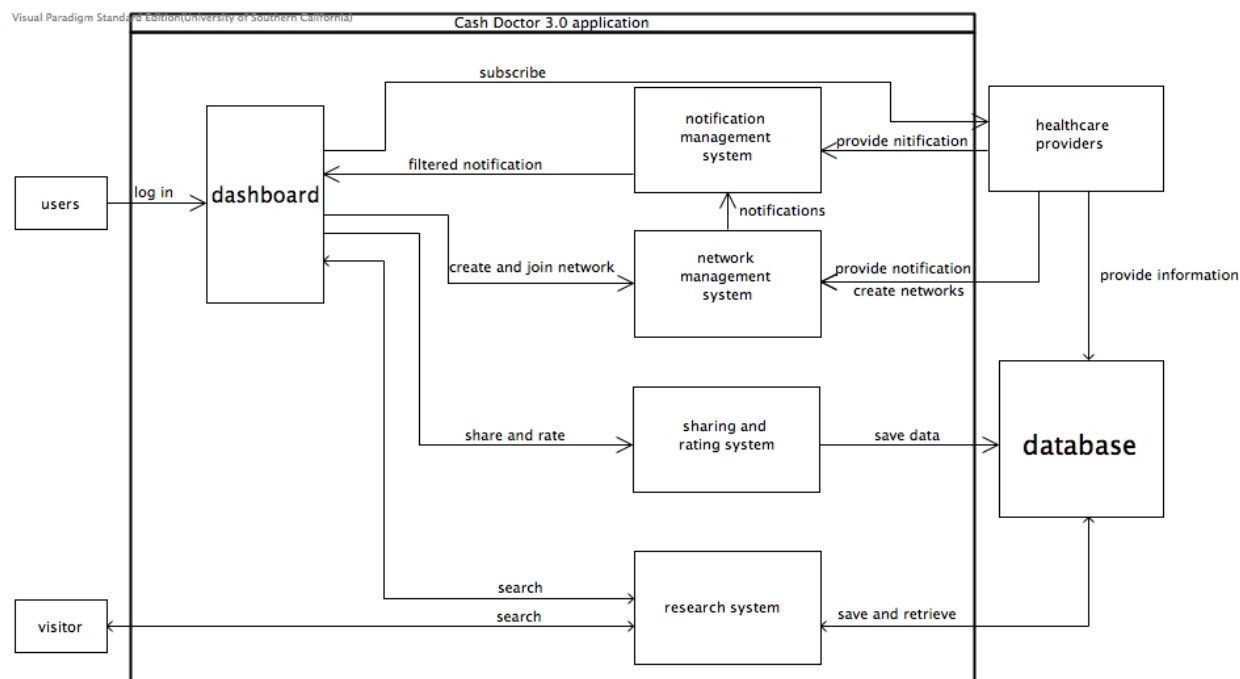 Visual Paradigm Standard Edition(University of Southern California)
Cash Doctor 3.0 application
subscribe
notification
management
system
healthcare
providers
provide nitification
filtered notification
dashboard
log in
users
notifications
network
management
system
create and join network
provide notification
create networks
provide information
sharing and
rating system
share and rate
save data
database
search
research system
save and retrieve
search
visitor